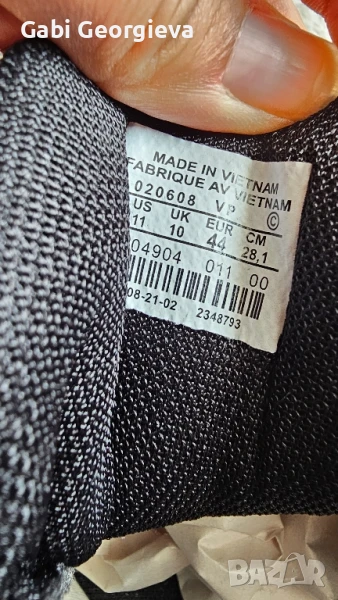 Gabi Georgieva
MADE IN VIETNAM
FABRIQUE AV VIETNAM
020608 VP ©
US UK EUR CM
11 10 44 28,1
04904 011 00
08-21-02 2348793
BAZAR